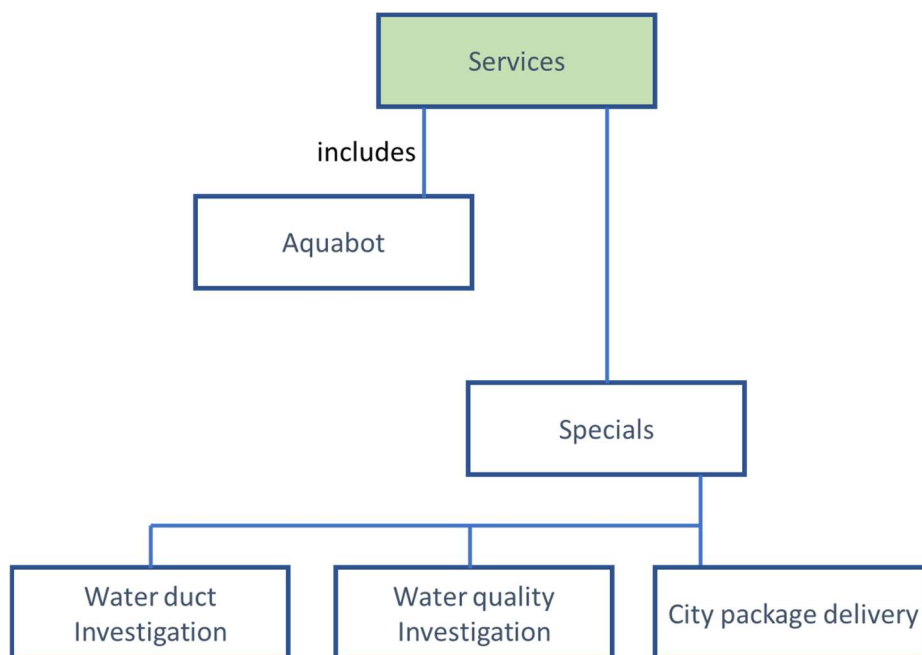 Services
includes
Aquabot
Specials
Water duct
Investigation
Water quality
Investigation
City package delivery